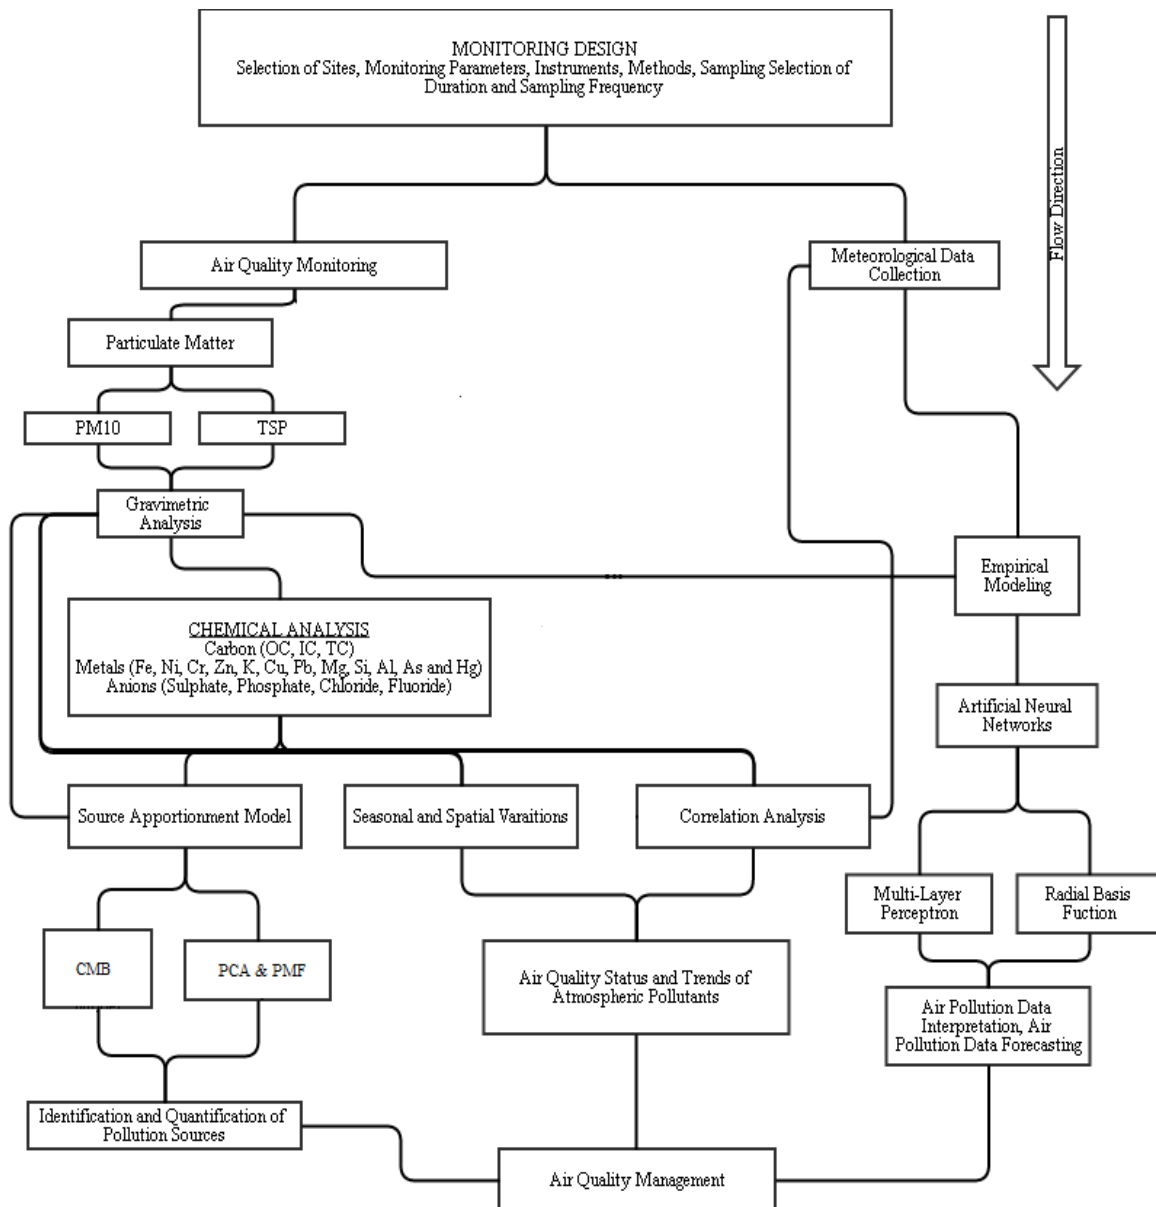 MONITORING DESIGN
Selection of Sites, Monitoring Parameters, Instruments, Methods, Sampling Selection of
Duration and Sampling Frequency
Flow Direction
Air Quality Monitoring
Meteorological Data
Collection
Particulate Matter
PM10
TSP
Gravimetric
Analysis
Empirical
Modeling
CHEMICAL ANALYSIS
Carbon (OC, IC, TC)
Metals (Fe, Ni, Cr, Zn, K, Cu, Pb, Mg, Si, Al, As and Hg)
Anions (Sulphate, Phosphate, Chloride, Fluoride)
Artificial Neural
Networks
Source Apportionment Model
Seasonal and Spatial Varaitions
Correlation Analysis
Multi-Layer
Perceptron
Radial Basis
Fuction
CMB
PCA & PMF
Air Quality Status and Trends of
Atmospheric Pollutants
Air Pollution Data
Interpretation, Air
Pollution Data Forecasting
Identification and Quantification of
Pollution Sources
Air Quality Management